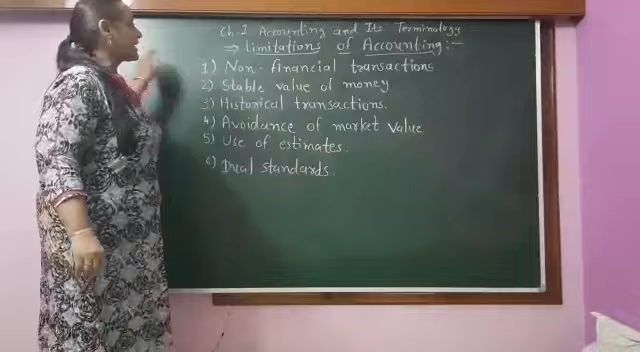 Ch-1 Accounting and Its Terminology
⇒ Limitations of Accounting:-
1) Non-financial transactions
2) Stable value of money
3) Historical transactions.
4) Avoidance of market value
5) Use of estimates.
6) Dual standards.